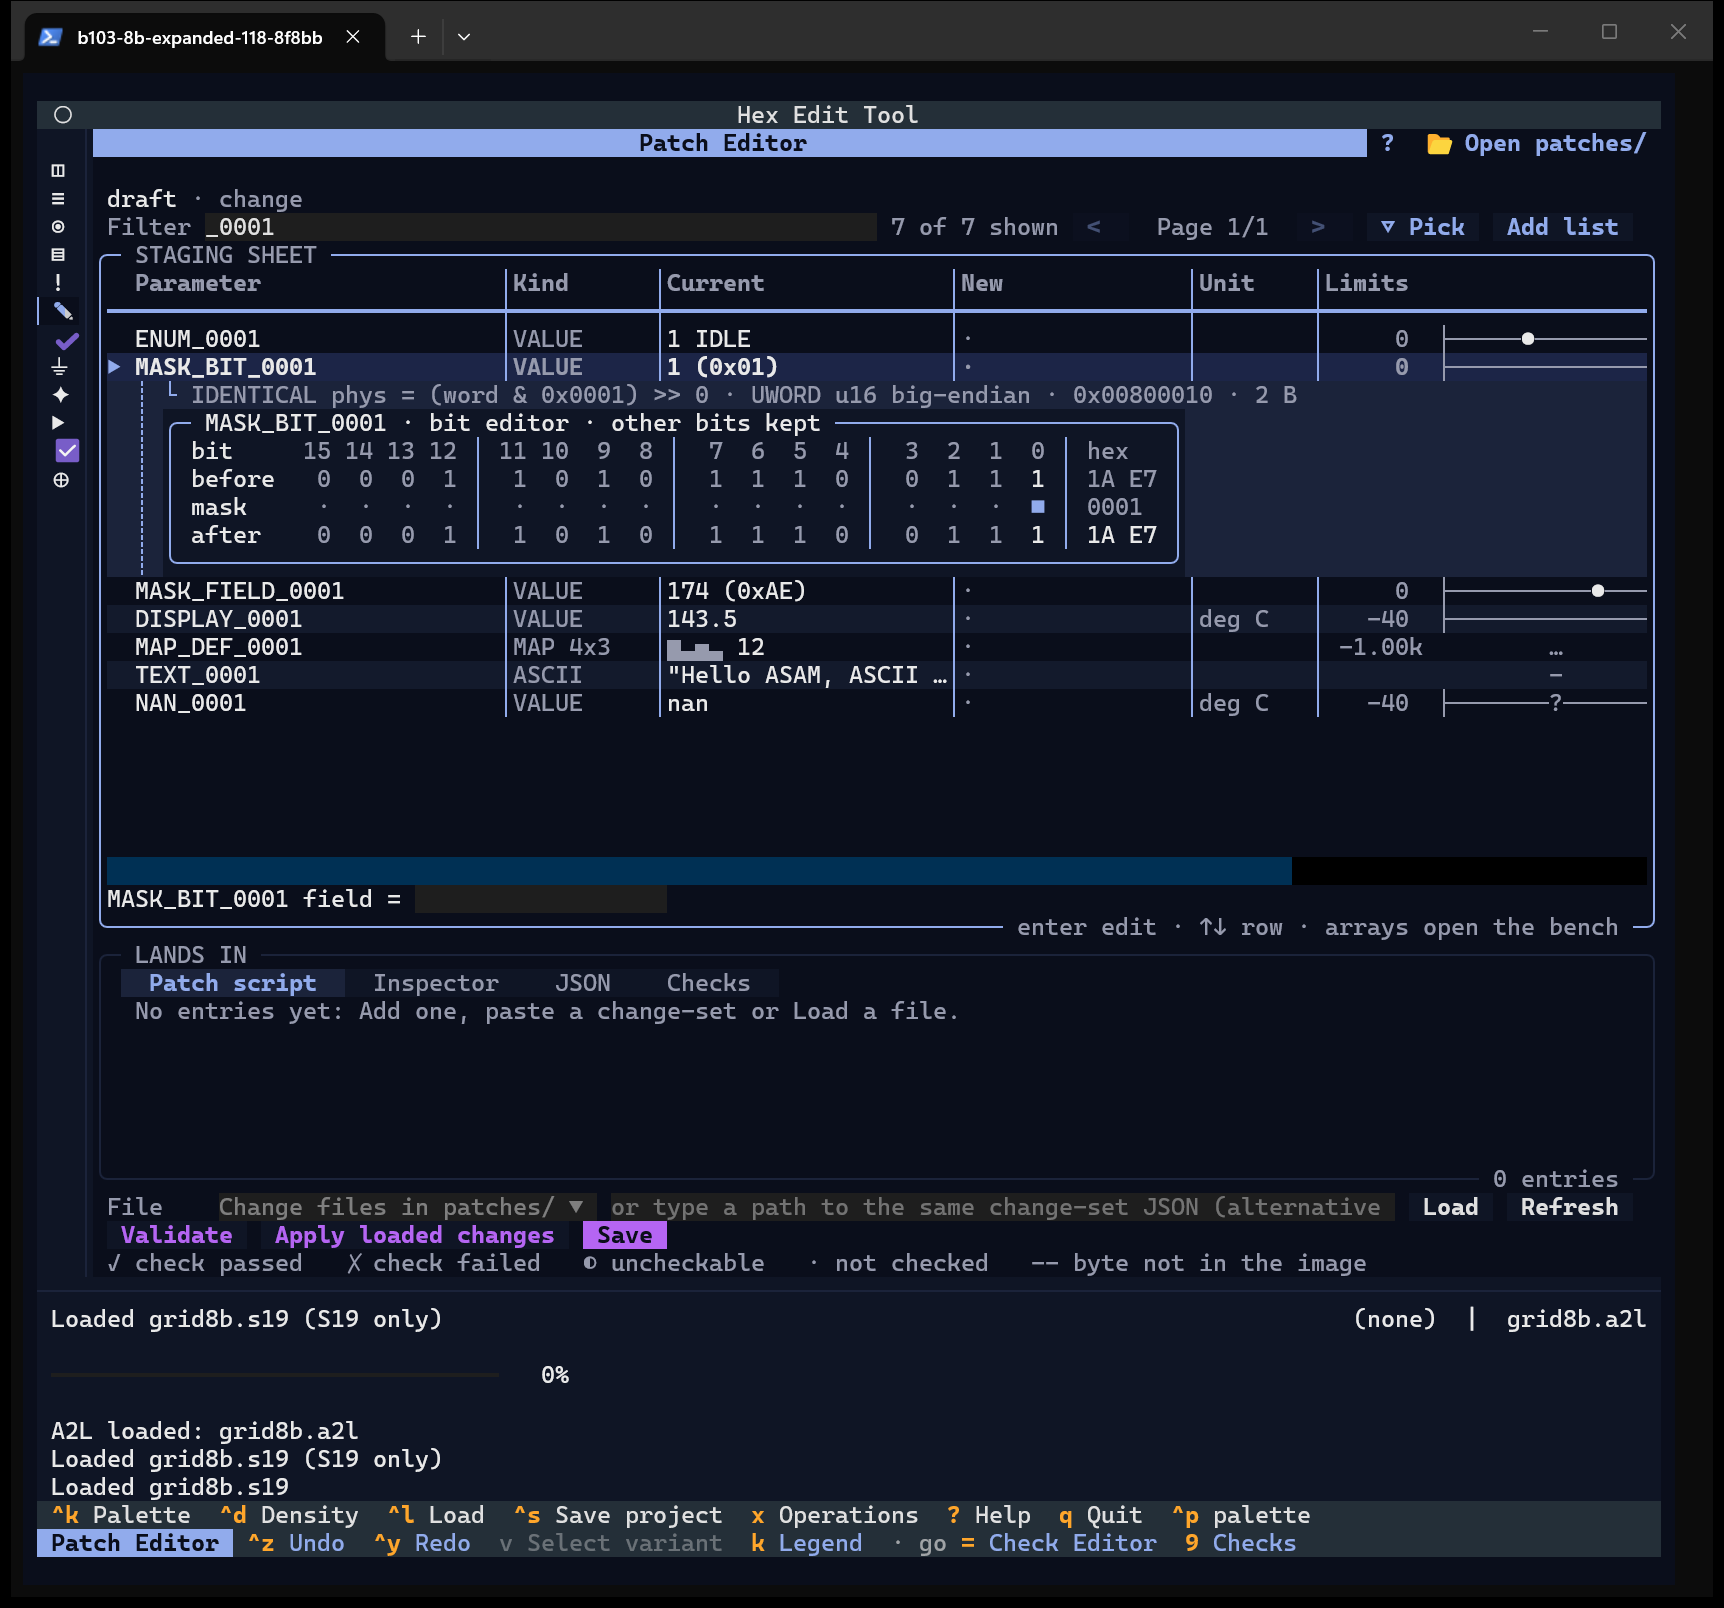 b103-8b-expanded-118-8f8bb
Hex Edit Tool
Patch Editor ? Open patches/
draft · change
Filter _0001 7 of 7 shown < Page 1/1 > ▼ Pick Add list
STAGING SHEET
Parameter Kind Current New Unit Limits
ENUM_0001 VALUE 1 IDLE · 0
▶ MASK_BIT_0001 VALUE 1 (0x01) · 0
└ IDENTICAL phys = (word & 0x0001) >> 0 · UWORD u16 big-endian · 0x00800010 · 2 B
MASK_BIT_0001 · bit editor · other bits kept
bit 15 14 13 12 11 10 9 8 7 6 5 4 3 2 1 0 hex
before 0 0 0 1 1 0 1 0 1 1 1 0 0 1 1 1 1A E7
mask · · · · · · · · · · · · · · · ■ 0001
after 0 0 0 1 1 0 1 0 1 1 1 0 0 1 1 1 1A E7
MASK_FIELD_0001 VALUE 174 (0xAE) · 0
DISPLAY_0001 VALUE 143.5 · deg C -40
MAP_DEF_0001 MAP 4x3 12 · -1.00k …
TEXT_0001 ASCII "Hello ASAM, ASCII … · -
NAN_0001 VALUE nan · deg C -40 ?
MASK_BIT_0001 field =
enter edit · ↑↓ row · arrays open the bench
LANDS IN
Patch script Inspector JSON Checks
No entries yet: Add one, paste a change-set or Load a file.
0 entries
File Change files in patches/ ▼ or type a path to the same change-set JSON (alternative Load Refresh
Validate Apply loaded changes Save
√ check passed ╳ check failed ◐ uncheckable · not checked -- byte not in the image
Loaded grid8b.s19 (S19 only) (none) | grid8b.a2l
0%
A2L loaded: grid8b.a2l
Loaded grid8b.s19 (S19 only)
Loaded grid8b.s19
^k Palette ^d Density ^l Load ^s Save project x Operations ? Help q Quit ^p palette
Patch Editor ^z Undo ^y Redo v Select variant k Legend · go = Check Editor 9 Checks